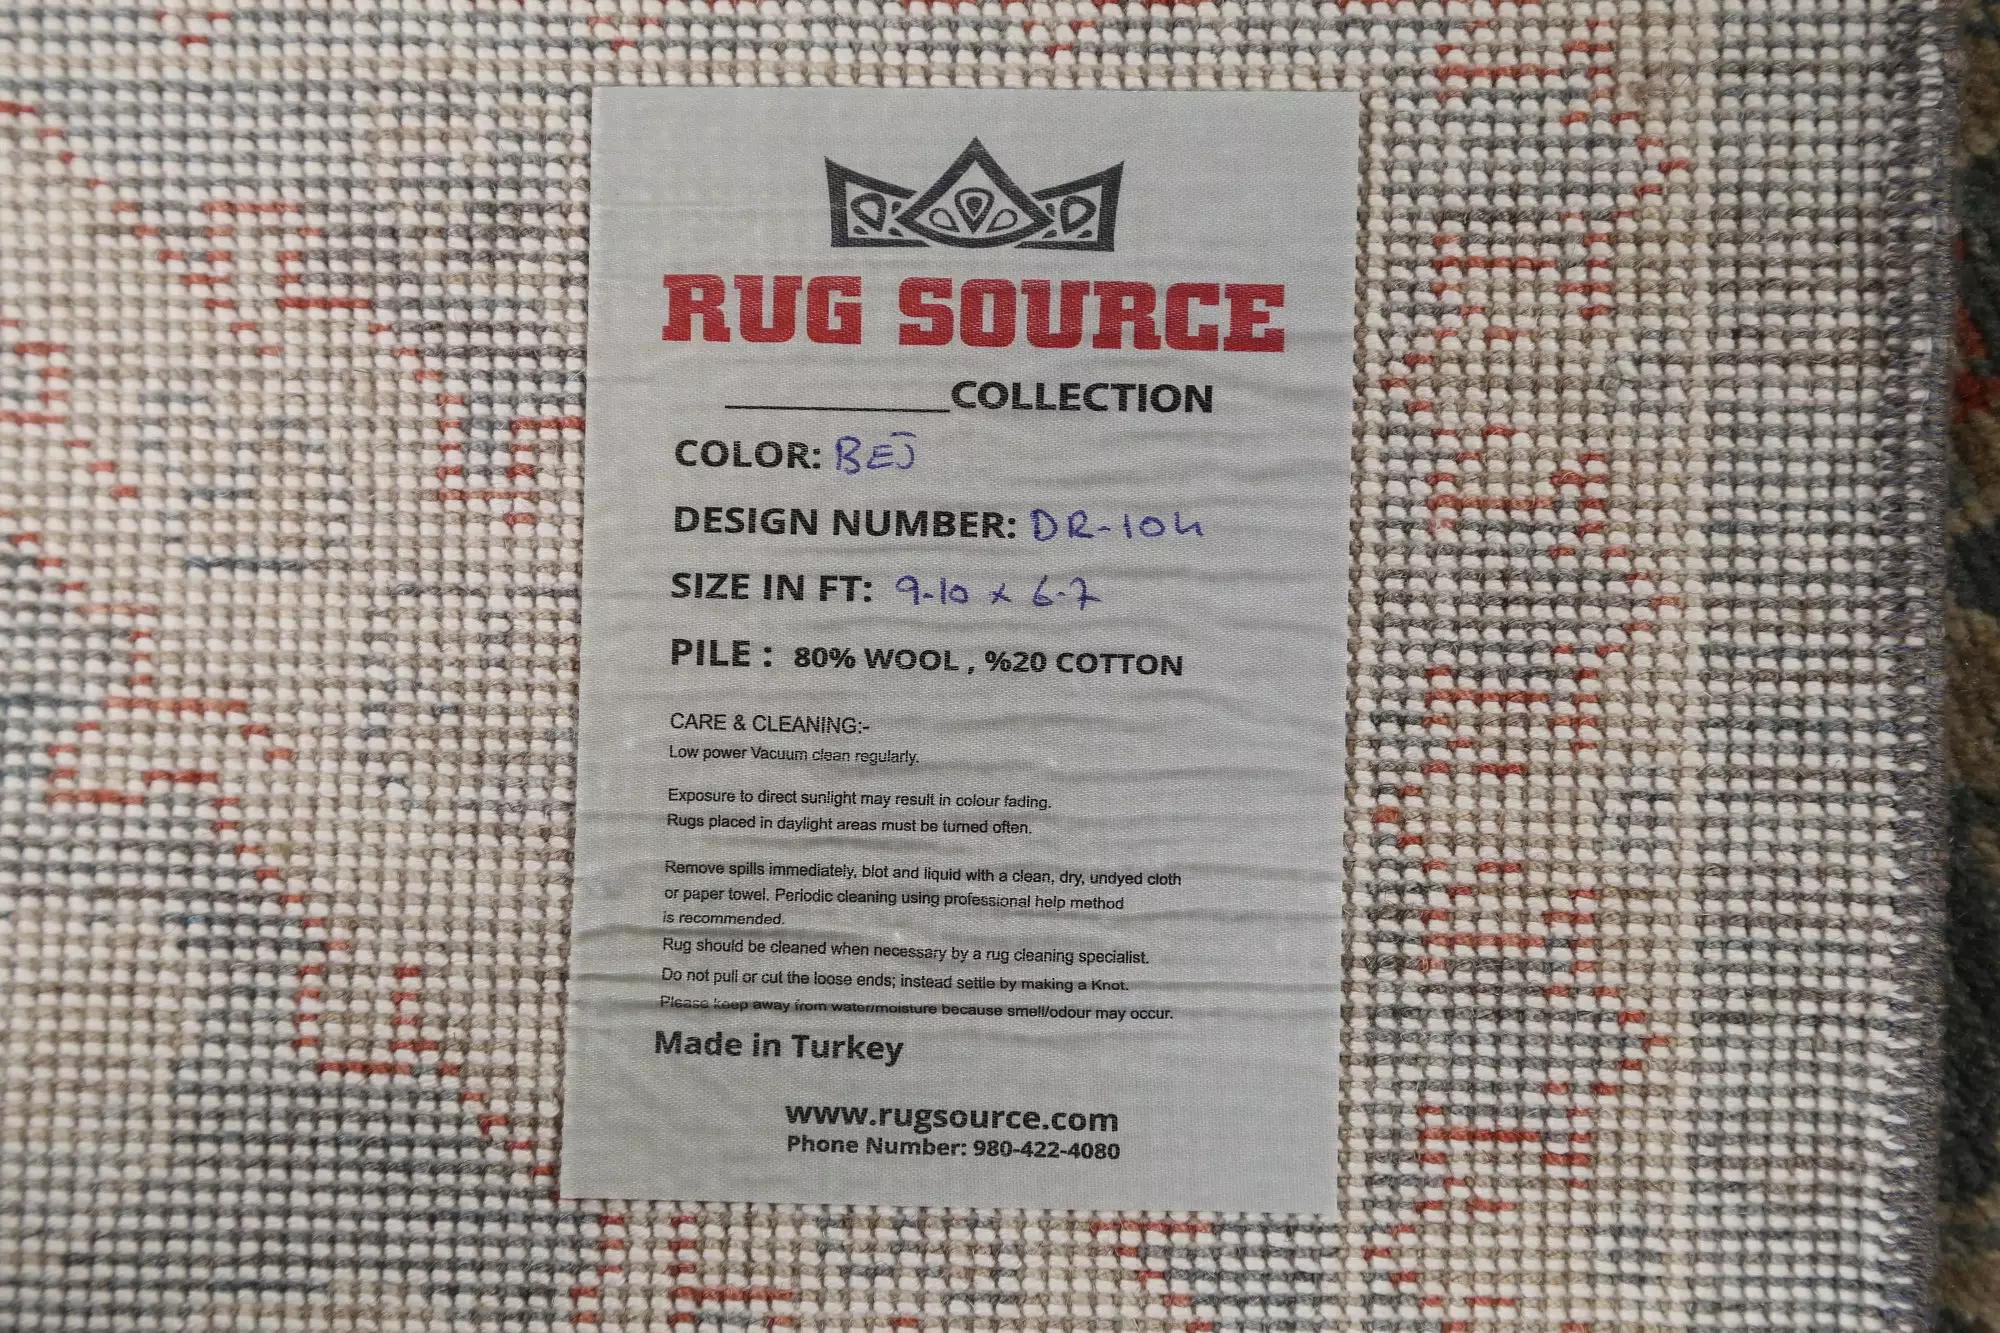 RUG SOURCE
__________COLLECTION
COLOR: BEJ
DESIGN NUMBER: DR-104
SIZE IN FT: 9-10 x 6-7
PILE : 80% WOOL , %20 COTTON
CARE & CLEANING:-
Low power Vacuum clean regularly.
Exposure to direct sunlight may result in colour fading.
Rugs placed in daylight areas must be turned often.
Remove spills immediately, blot and liquid with a clean, dry, undyed cloth
or paper towel. Periodic cleaning using professional help method
is recommended.
Rug should be cleaned when necessary by a rug cleaning specialist.
Do not pull or cut the loose ends; instead settle by making a Knot.
Please keep away from water/moisture because smell/odour may occur.
Made in Turkey
www.rugsource.com
Phone Number: 980-422-4080